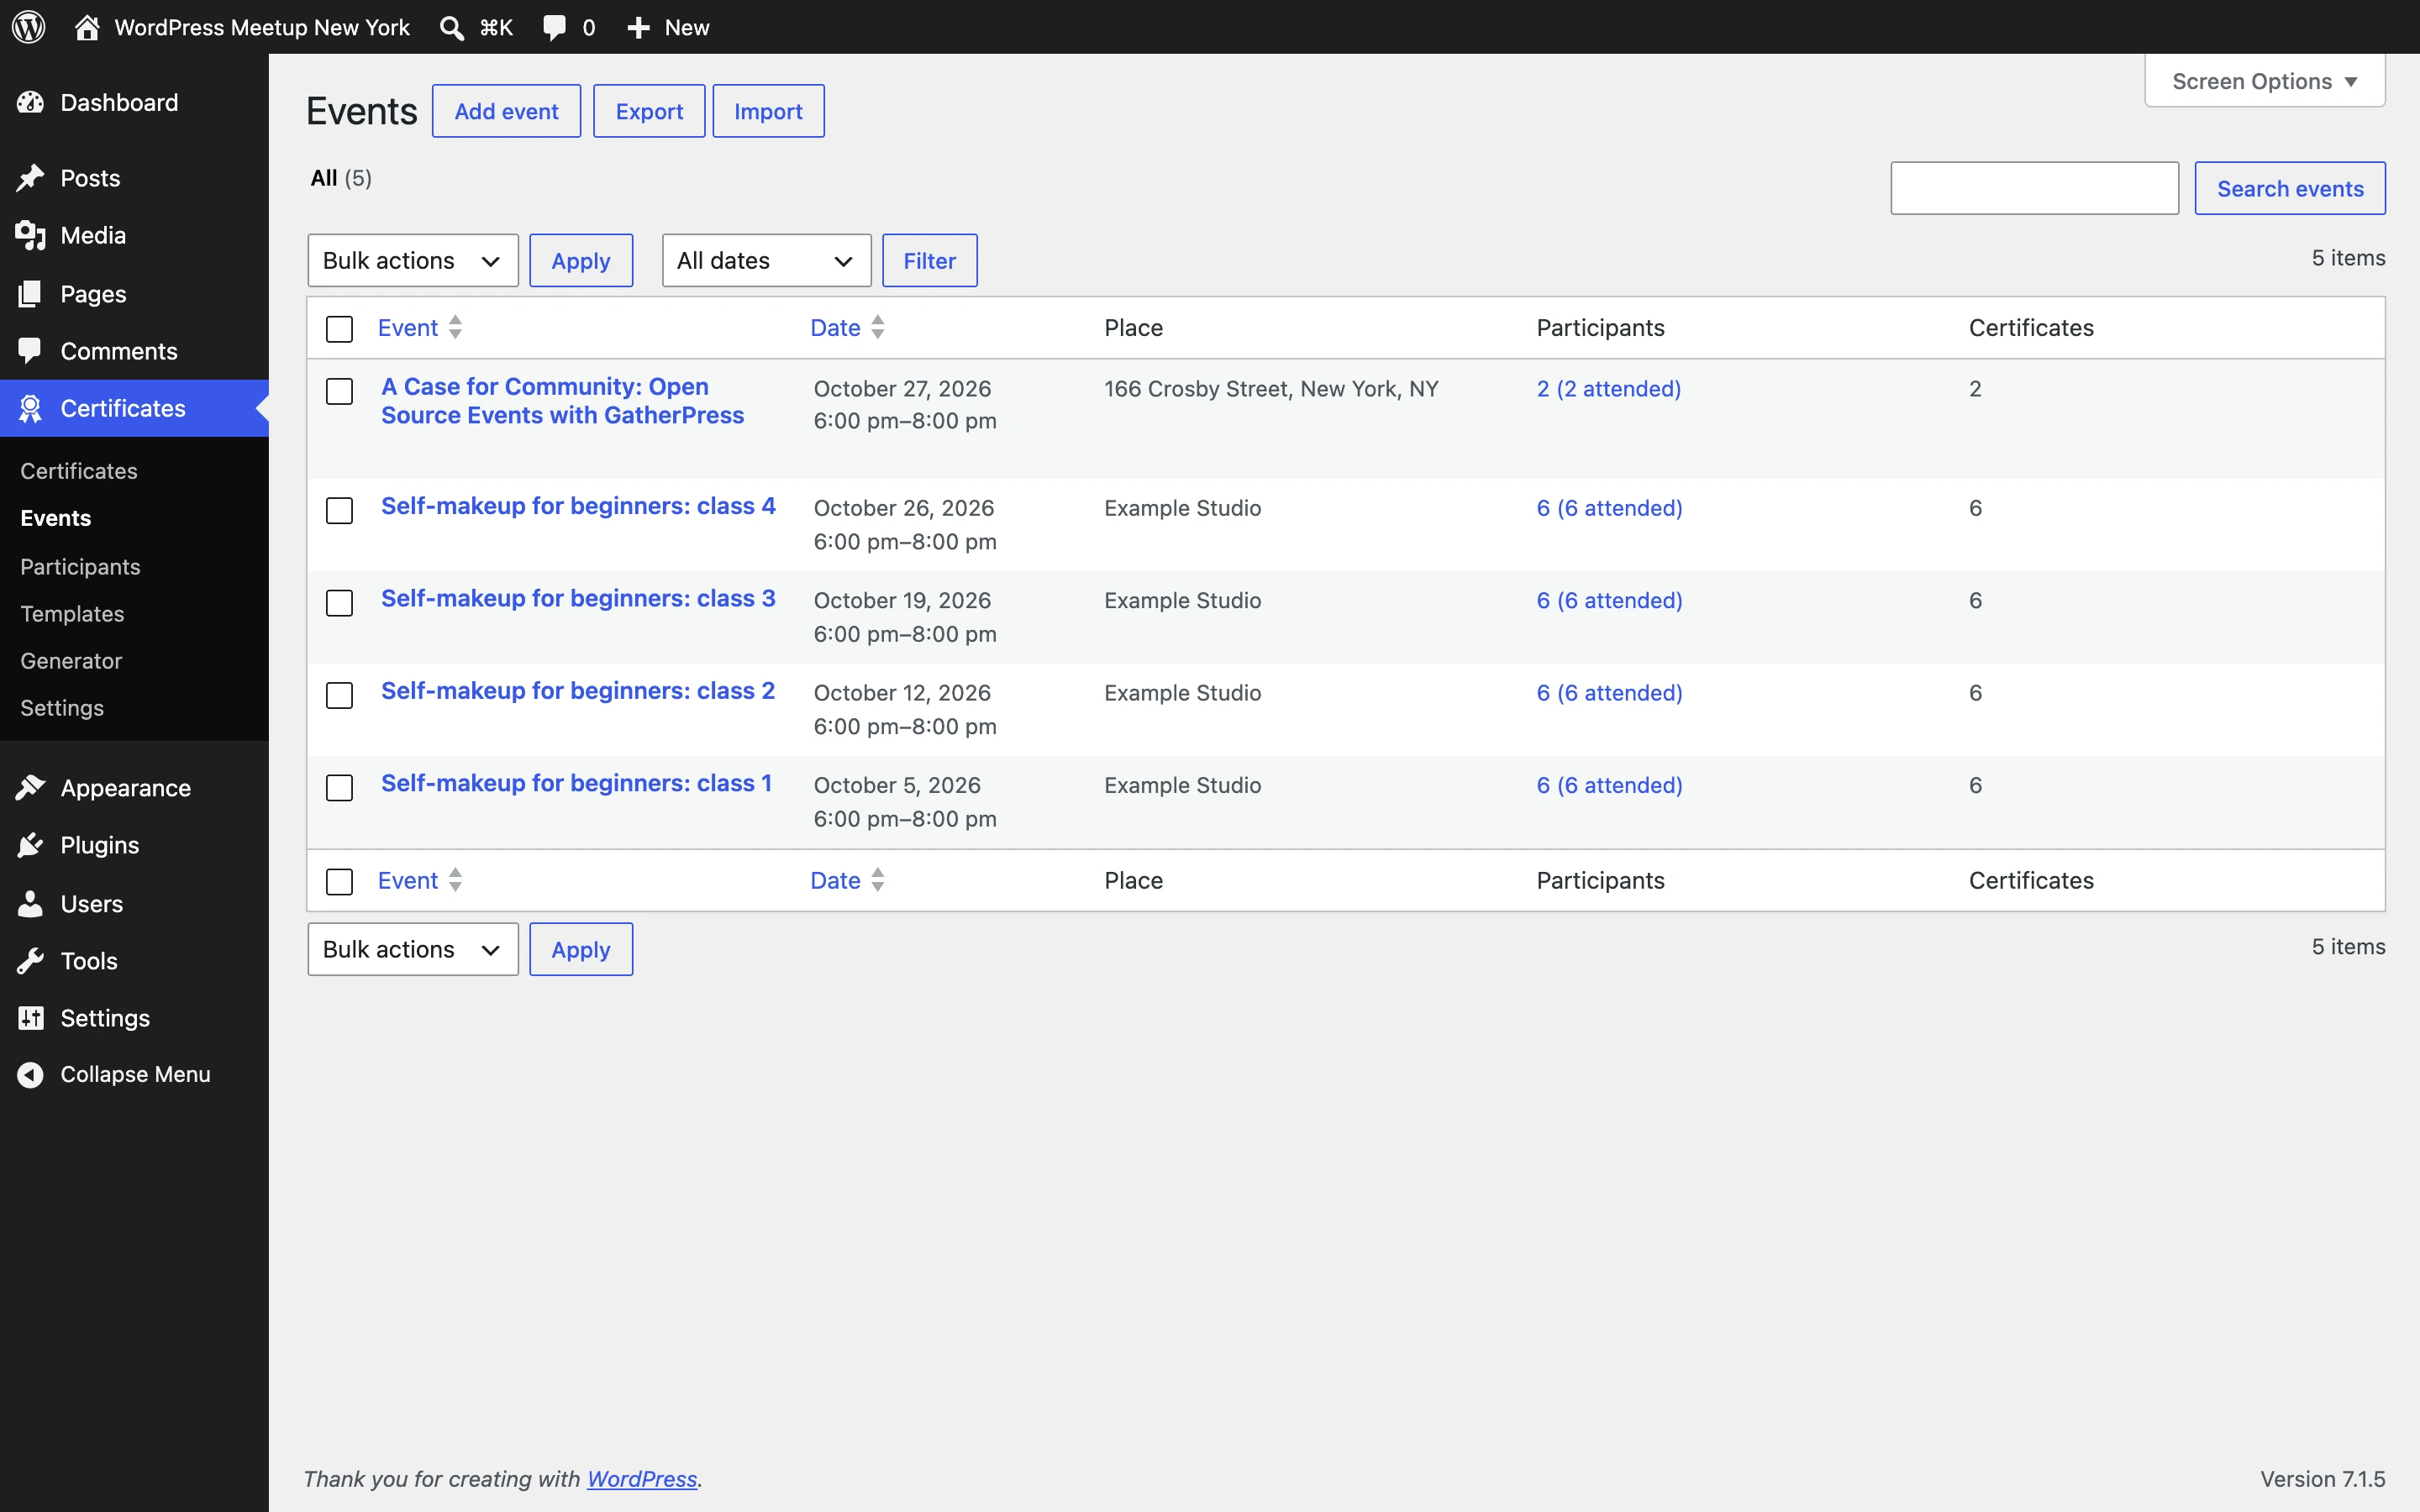 WordPress Meetup New York ⌘K 0 New
Dashboard
Posts
Media
Pages
Comments
Certificates
Certificates
Events
Participants
Templates
Generator
Settings
Appearance
Plugins
Users
Tools
Settings
Collapse Menu
Screen Options
Events Add event Export Import
All (5)
Search events
Bulk actions Apply All dates Filter 5 items
Event Date Place Participants Certificates
A Case for Community: Open October 27, 2026 166 Crosby Street, New York, NY 2 (2 attended) 2
Source Events with GatherPress 6:00 pm–8:00 pm
Self-makeup for beginners: class 4 October 26, 2026 Example Studio 6 (6 attended) 6
6:00 pm–8:00 pm
Self-makeup for beginners: class 3 October 19, 2026 Example Studio 6 (6 attended) 6
6:00 pm–8:00 pm
Self-makeup for beginners: class 2 October 12, 2026 Example Studio 6 (6 attended) 6
6:00 pm–8:00 pm
Self-makeup for beginners: class 1 October 5, 2026 Example Studio 6 (6 attended) 6
6:00 pm–8:00 pm
Event Date Place Participants Certificates
Bulk actions Apply 5 items
Thank you for creating with WordPress. Version 7.1.5